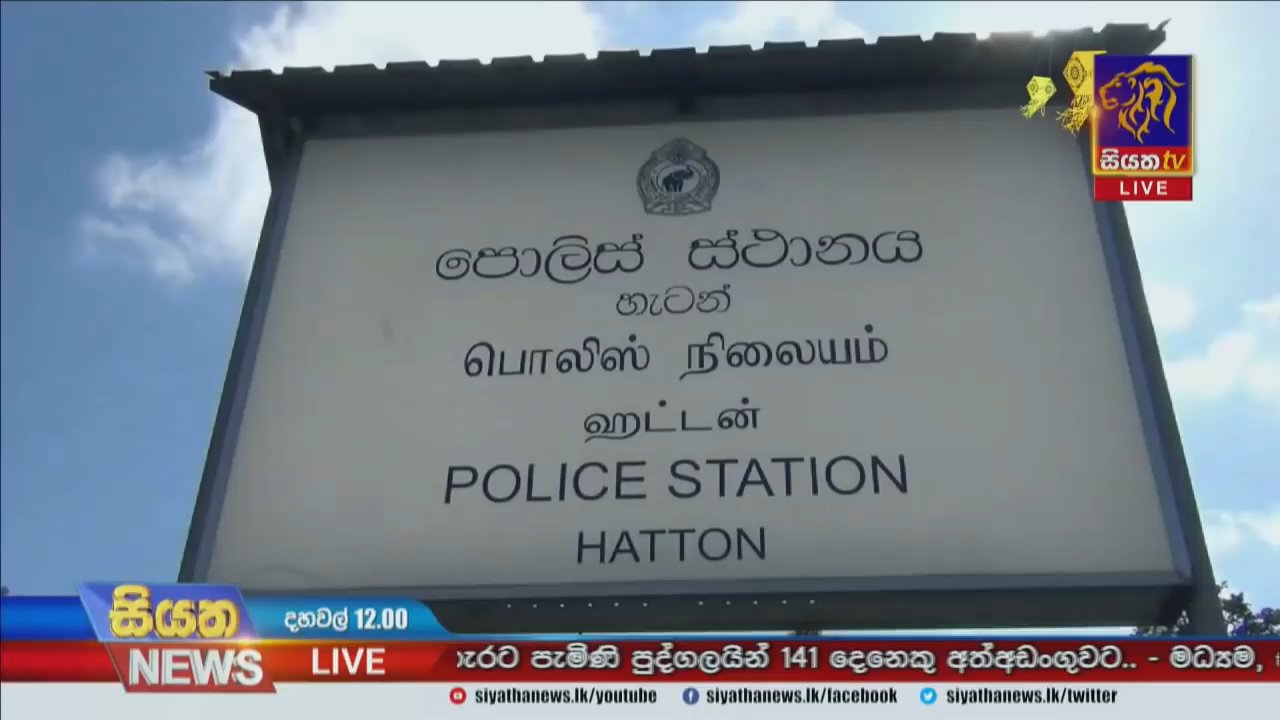 සියත tv
LIVE
පොලිස් ස්ථානය
හැටන්
பொலிஸ் நிலையம்
ஹட்டன்
POLICE STATION
HATTON
සියත
NEWS
දහවල් 12.00
LIVE
පැමිණි පුද්ගලයින් 141 දෙනෙකු අත්අඩංගුවට.. - මධ්‍යම,
siyathanews.lk/youtube siyathanews.lk/facebook siyathanews.lk/twitter